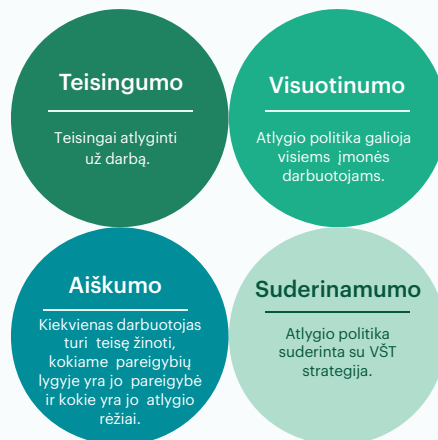 Teisingumo
Teisingai atlyginti
už darbą.
Visuotinumo
Atlygio politika galioja
visiems įmonės
darbuotojams.
Aiškumo
Kiekvienas darbuotojas
turi teisę žinoti,
kokiame pareigybių
lygyje yra jo pareigybė
ir kokie yra jo atlygio
rėžiai.
Suderinamumo
Atlygio politika
suderinta su VŠT
strategija.